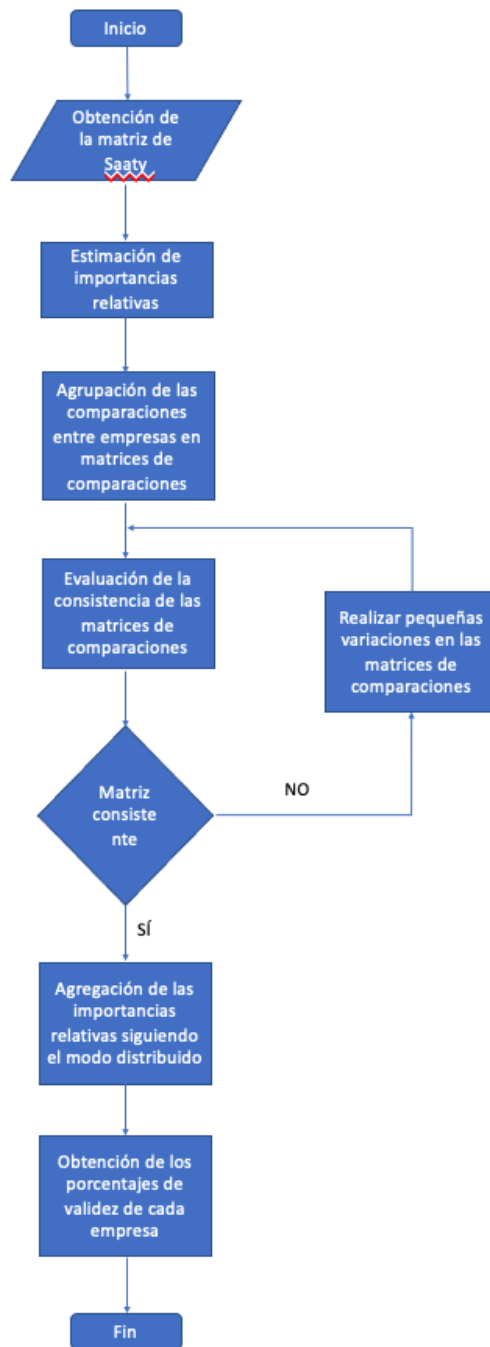 Inicio
Obtención de
la matriz de
Saaty
Estimación de
importancias
relativas
Agrupación de las
comparaciones
entre empresas en
matrices de
comparaciones
Evaluación de la
consistencia de las
matrices de
comparaciones
Realizar pequeñas
variaciones en las
matrices de
comparaciones
Matriz
consiste
nte
NO
SÍ
Agregación de las
importancias
relativas siguiendo
el modo distribuido
Obtención de los
porcentajes de
validez de cada
empresa
Fin